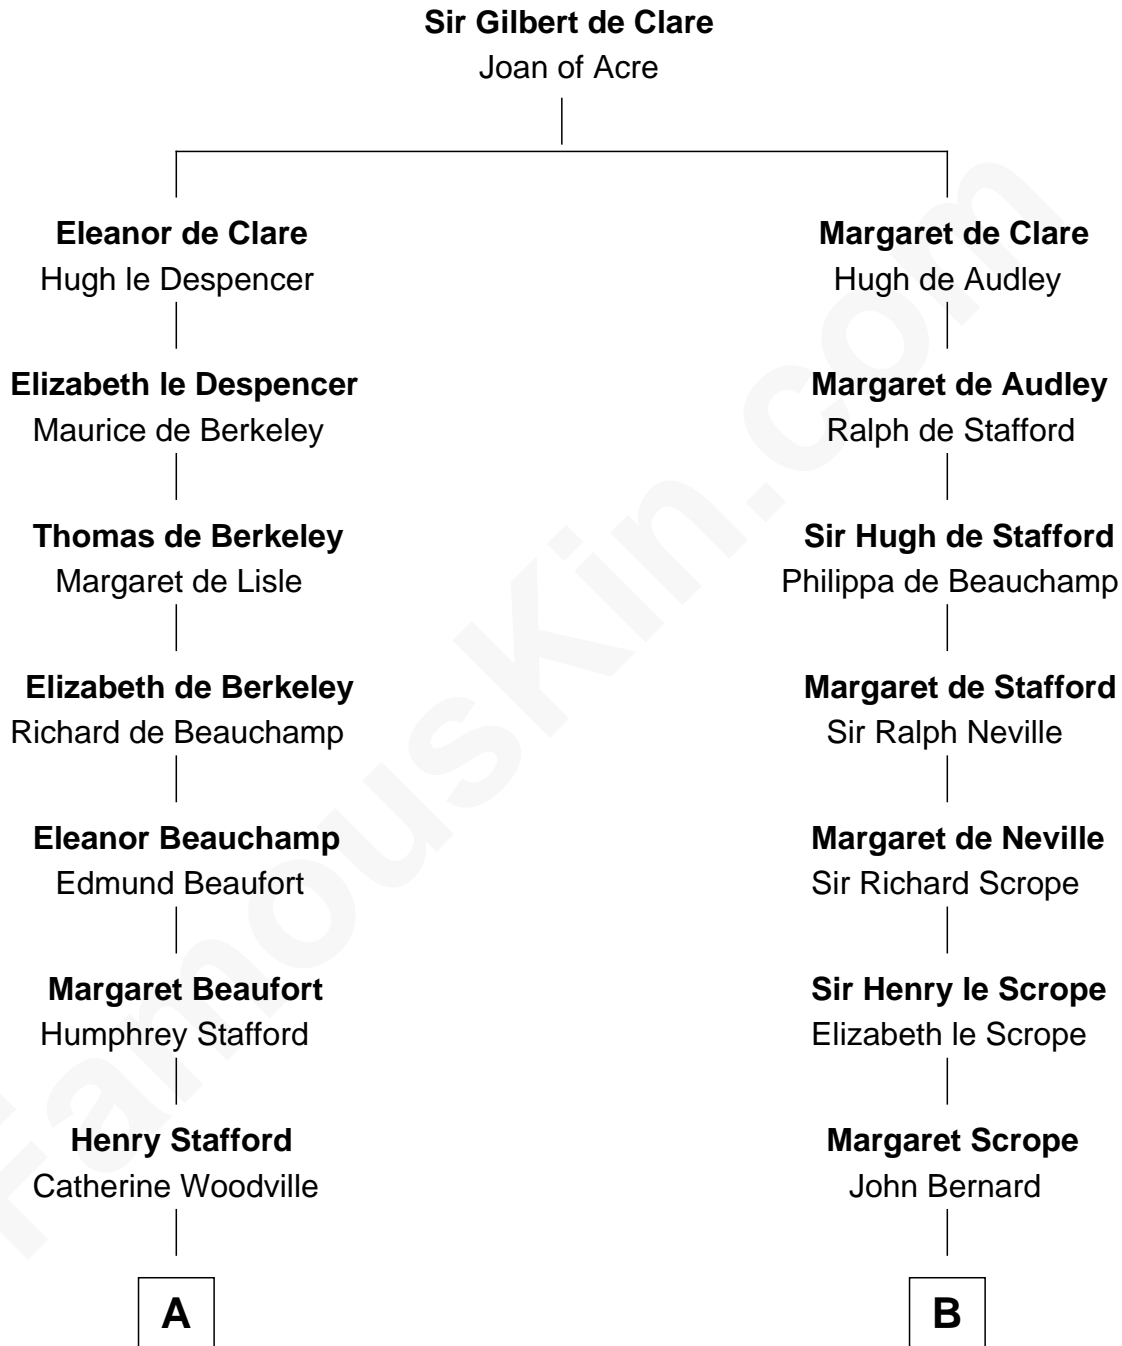 Sir Gilbert de Clare
Joan of Acre
Eleanor de Clare
Hugh le Despencer
Margaret de Clare
Hugh de Audley
Elizabeth le Despencer
Maurice de Berkeley
Margaret de Audley
Ralph de Stafford
Thomas de Berkeley
Margaret de Lisle
Sir Hugh de Stafford
Philippa de Beauchamp
Elizabeth de Berkeley
Richard de Beauchamp
Margaret de Stafford
Sir Ralph Neville
Eleanor Beauchamp
Edmund Beaufort
Margaret de Neville
Sir Richard Scrope
Margaret Beaufort
Humphrey Stafford
Sir Henry le Scrope
Elizabeth le Scrope
Henry Stafford
Catherine Woodville
Margaret Scrope
John Bernard
A
B
FamousKin.com